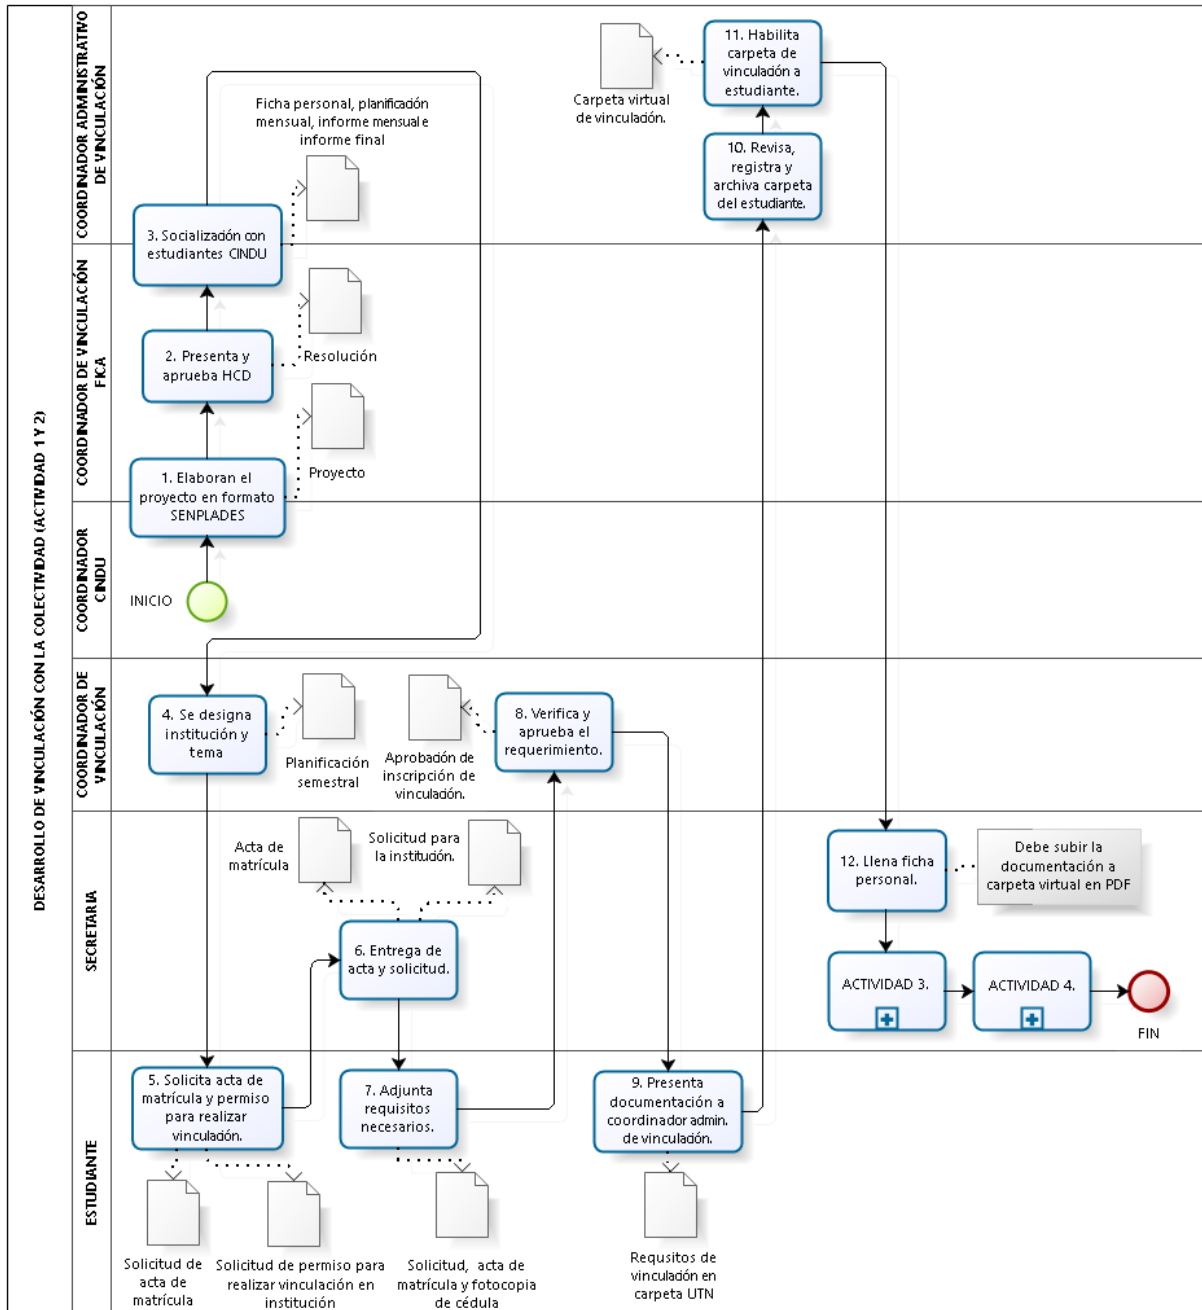 DESARROLLO DE VINCULACIÓN CON LA COLECTIVIDAD (ACTIVIDAD 1 Y 2)
COORDINADOR ADMINISTRATIVO
DE VINCULACIÓN
Ficha personal, planificación
mensual, informe mensual e
informe final
3. Socialización con
estudiantes CINDU
11. Habilita
carpeta de
vinculación a
estudiante.
Carpeta virtual
de vinculación.
10. Revisa,
registra y
archiva carpeta
del estudiante.
COORDINADOR DE VINCULACIÓN
FICA
2. Presenta y
aprueba HCD
Resolución
1. Elaboran el
proyecto en formato
SENPLADES
Proyecto
COORDINADOR
CINDU
INICIO
COORDINADOR DE
VINCULACIÓN
4. Se designa
institución y
tema
Planificación
semestral
Aprobación de
inscripción de
vinculación.
8. Verifica y
aprueba el
requerimiento.
SECRETARIA
Acta de
matrícula
Solicitud para
la institución.
6. Entrega de
acta y solicitud.
12. Llena ficha
personal.
Debe subir la
documentación a
carpeta virtual en PDF
ACTIVIDAD 3.
ACTIVIDAD 4.
FIN
ESTUDIANTE
5. Solicita acta de
matrícula y permiso
para realizar
vinculación.
7. Adjunta
requisitos
necesarios.
9. Presenta
documentación a
coordinador admin.
de vinculación.
Solicitud de
acta de
matrícula
Solicitud de permiso para
realizar vinculación en
institución
Solicitud, acta de
matrícula y fotocopia
de cédula
Requsitos de
vinculación en
carpeta UTN